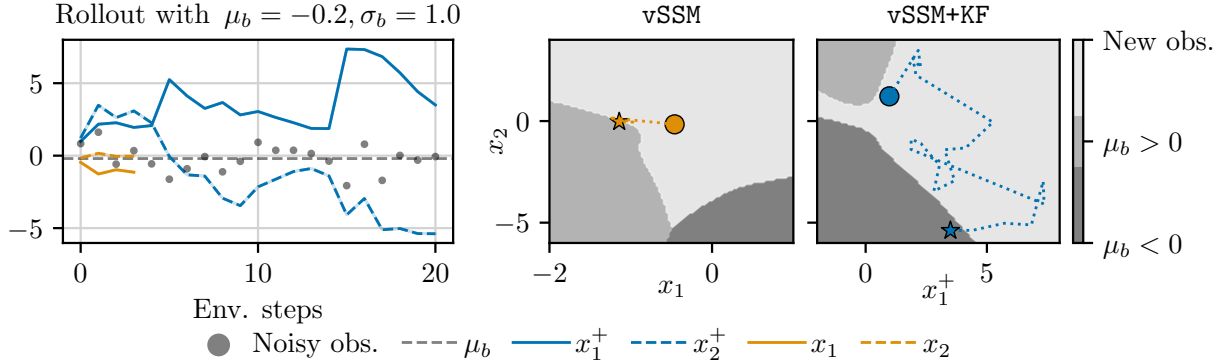 Rollout with μ_b = −0.2, σ_b = 1.0
5
0
−5
0
10
20
Env. steps
vSSM
x_2
0
−5
−2
0
x_1
vSSM+KF
0
5
x_1^+
New obs.
μ_b > 0
μ_b < 0
Noisy obs.
μ_b
x_1^+
x_2^+
x_1
x_2